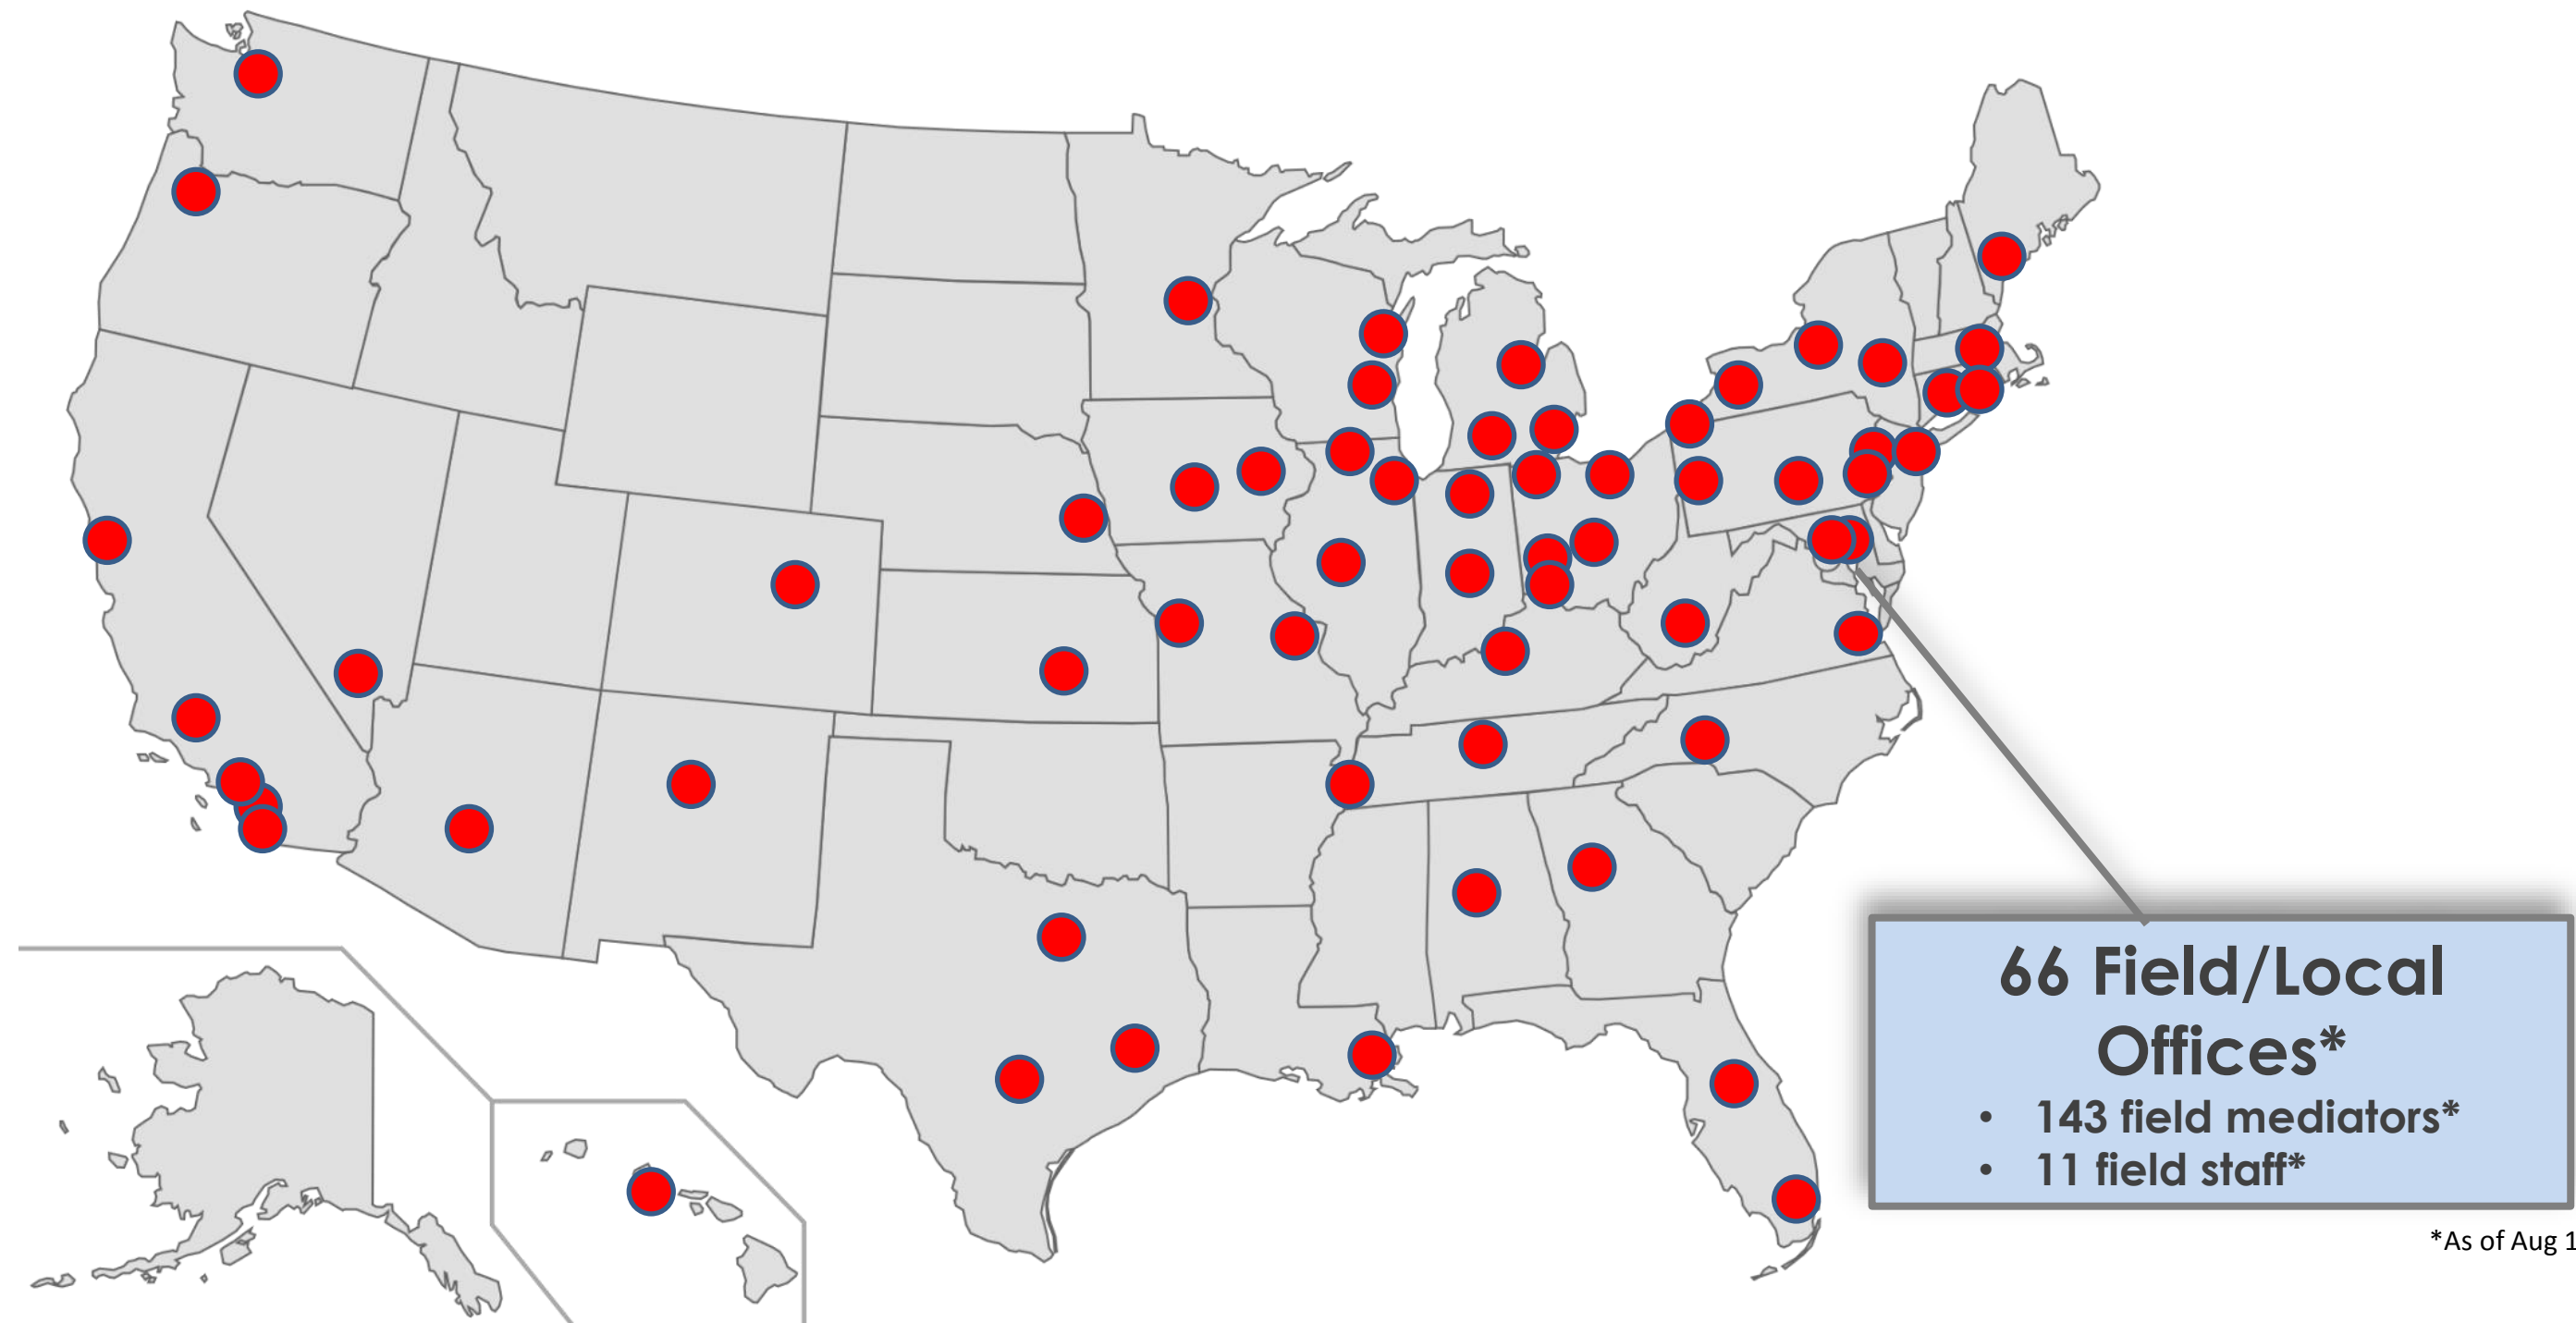 66 Field/Local
Offices*
• 143 field mediators*
• 11 field staff*
*As of Aug 1